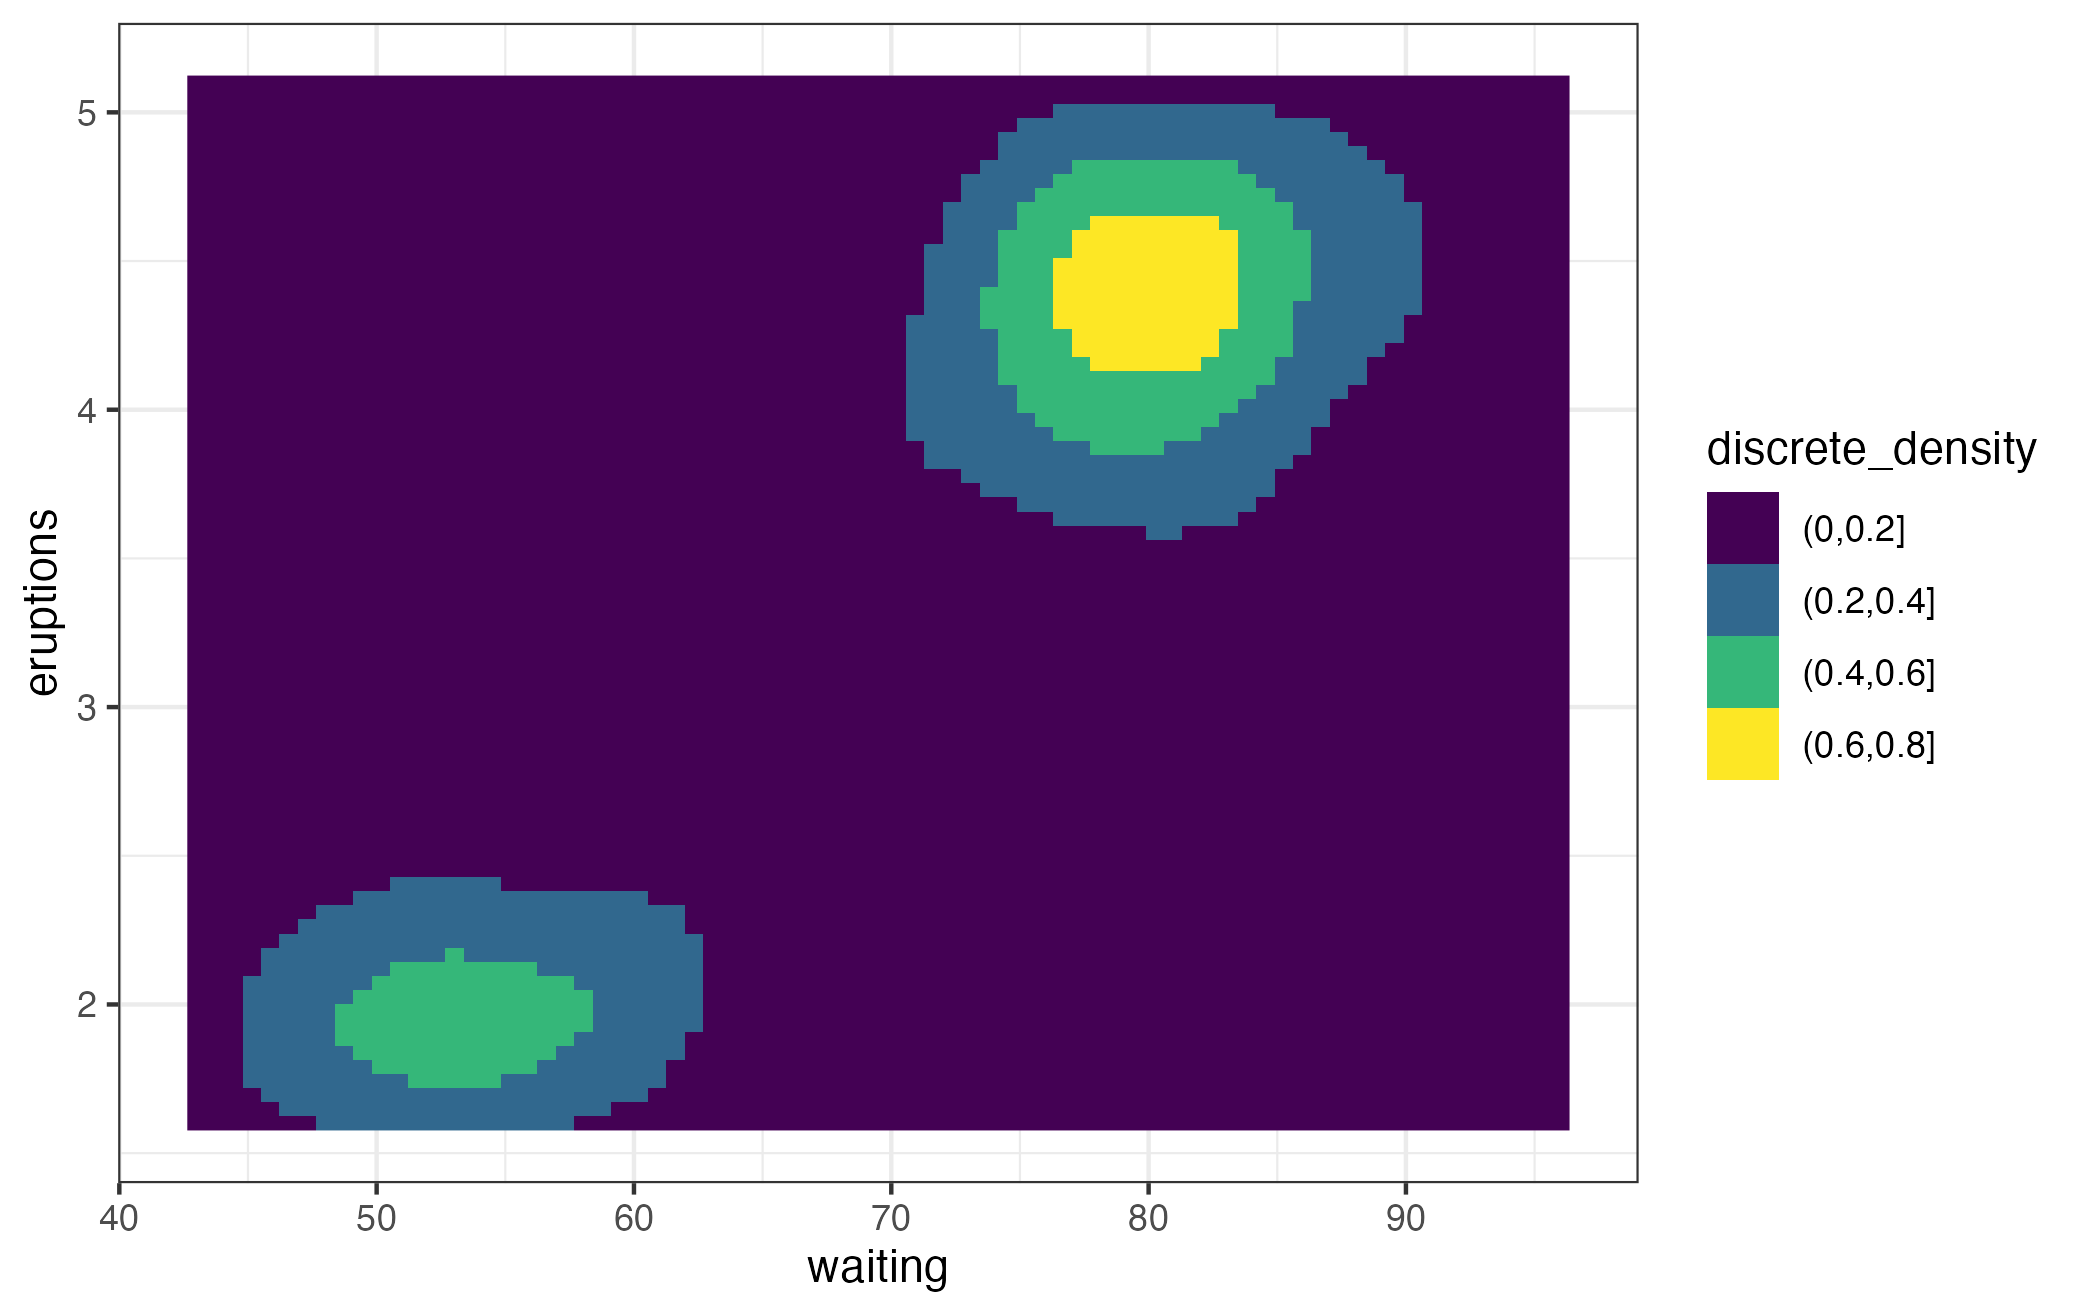 5
4
3
2
eruptions
40 50 60 70 80 90
waiting
discrete_density
(0,0.2]
(0.2,0.4]
(0.4,0.6]
(0.6,0.8]